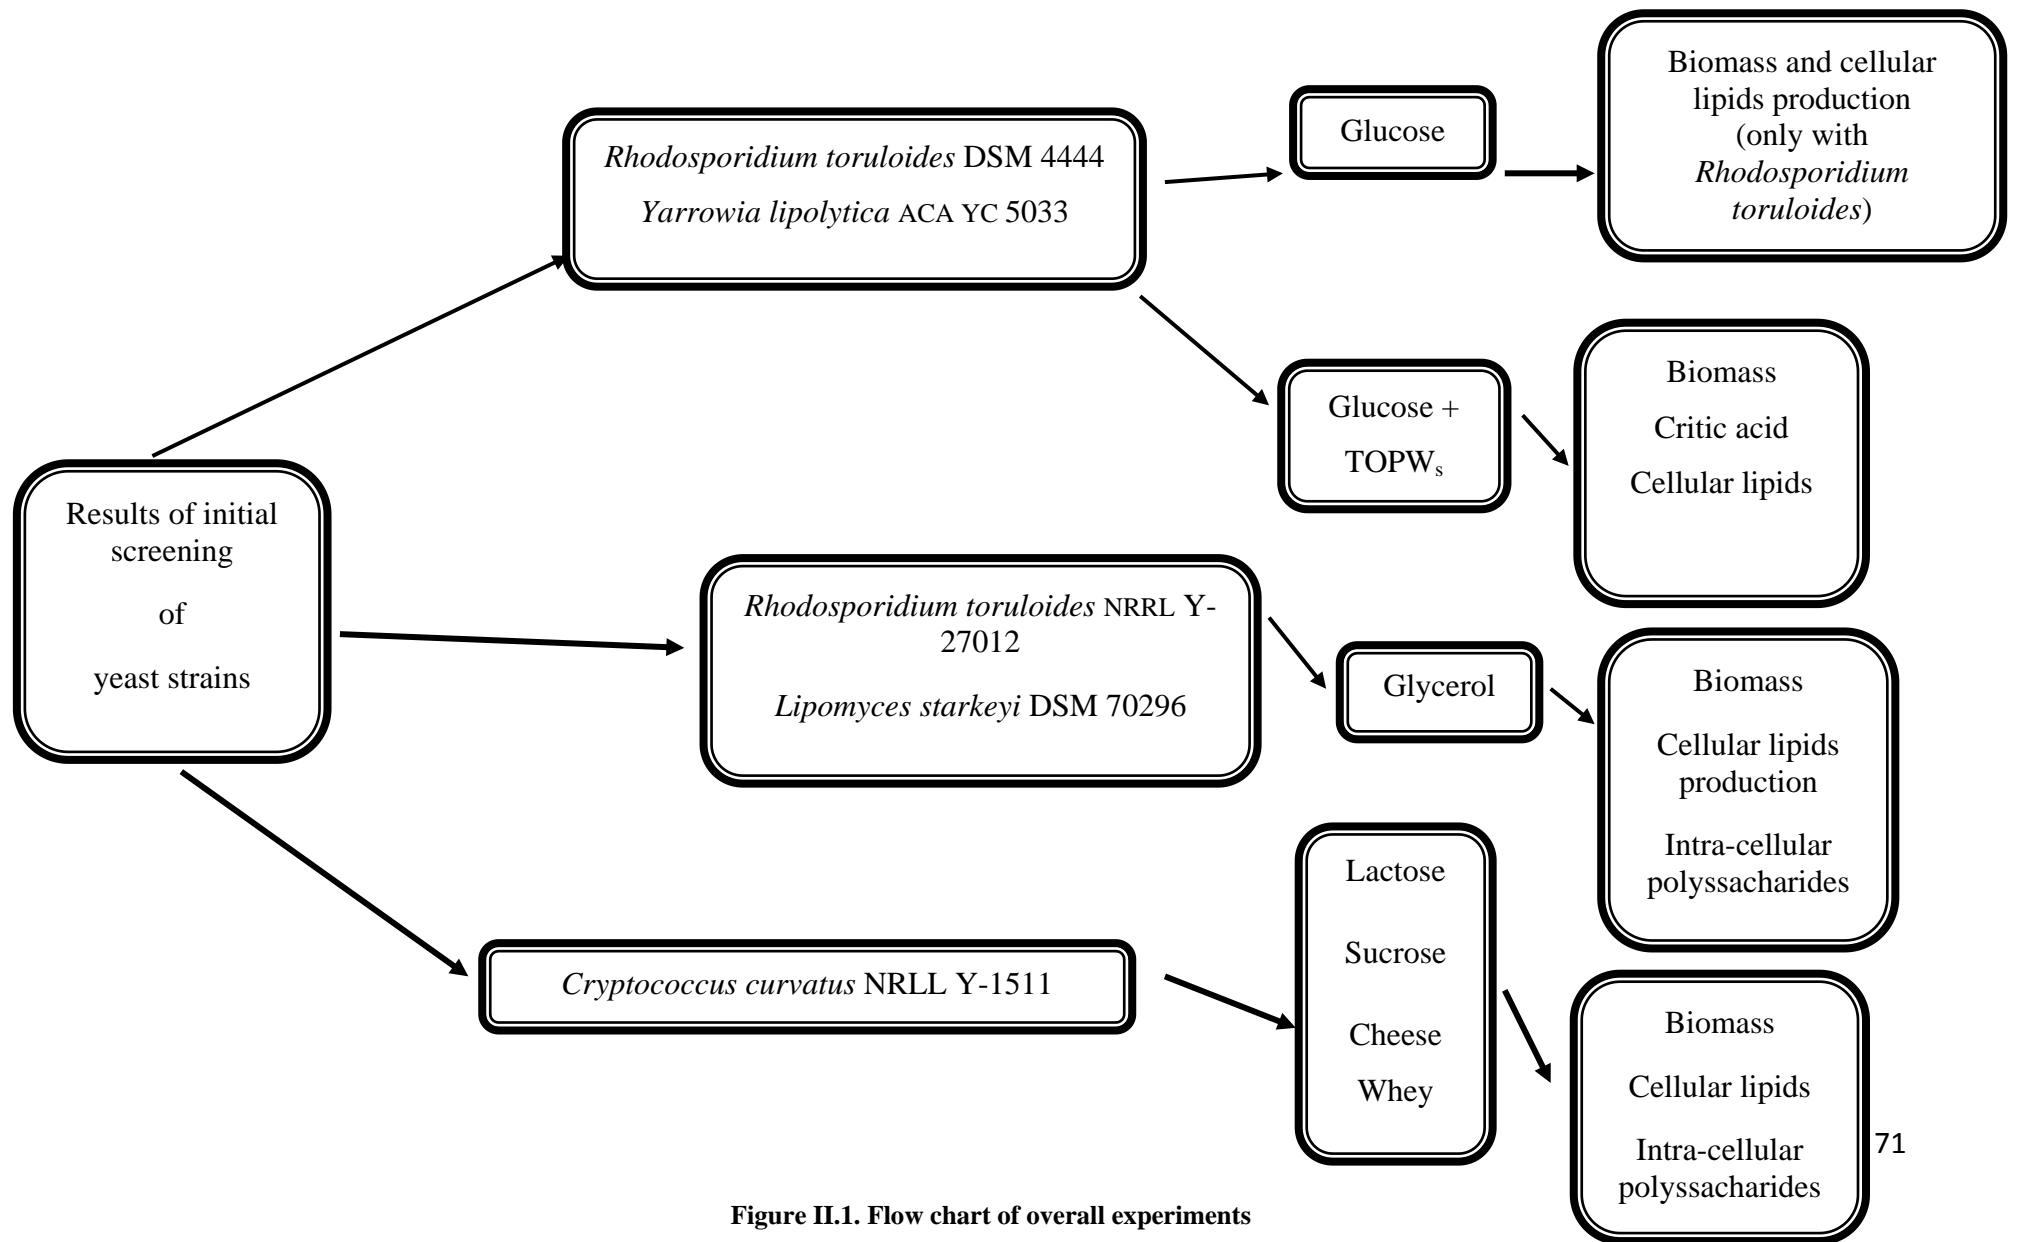 Results of initial
screening
of
yeast strains
Rhodosporidium toruloides DSM 4444
Yarrowia lipolytica ACA YC 5033
Glucose
Biomass and cellular
lipids production
(only with
Rhodosporidium
toruloides)
Glucose +
TOPWs
Biomass
Critic acid
Cellular lipids
Rhodosporidium toruloides NRRL Y-
27012
Lipomyces starkeyi DSM 70296
Glycerol
Biomass
Cellular lipids
production
Intra-cellular
polyssacharides
Cryptococcus curvatus NRLL Y-1511
Lactose
Sucrose
Cheese
Whey
Biomass
Cellular lipids
Intra-cellular
polyssacharides
71
Figure II.1. Flow chart of overall experiments